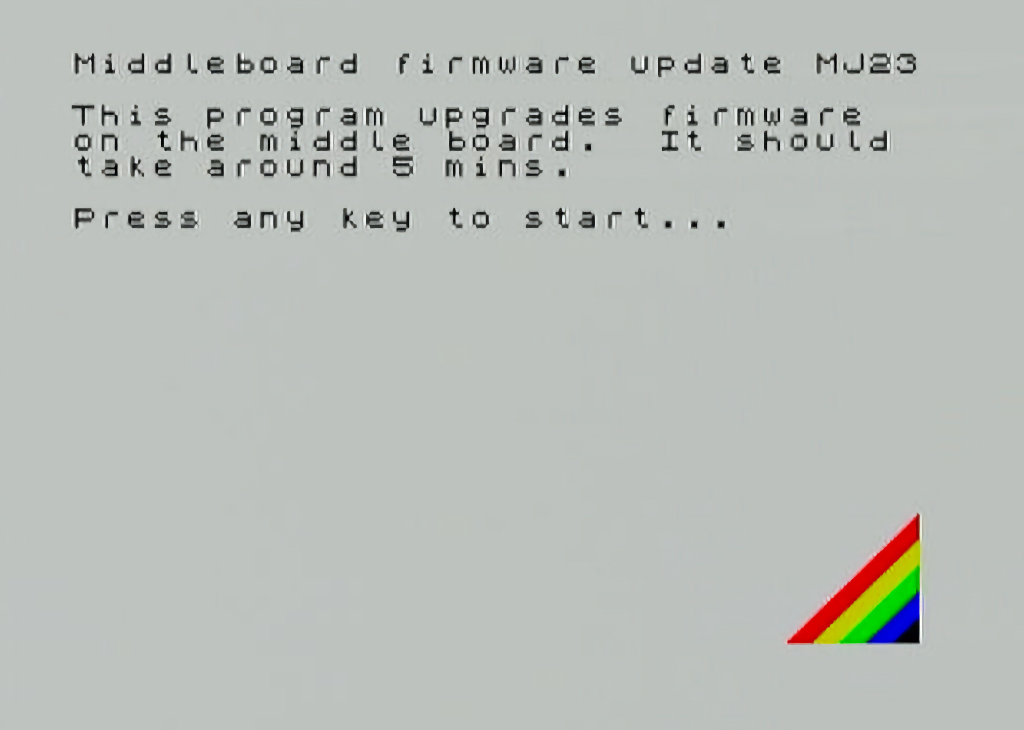 Middleboard firmware update MJ23
This program upgrades firmware
on the middle board. It should
take around 5 mins.
Press any key to start...